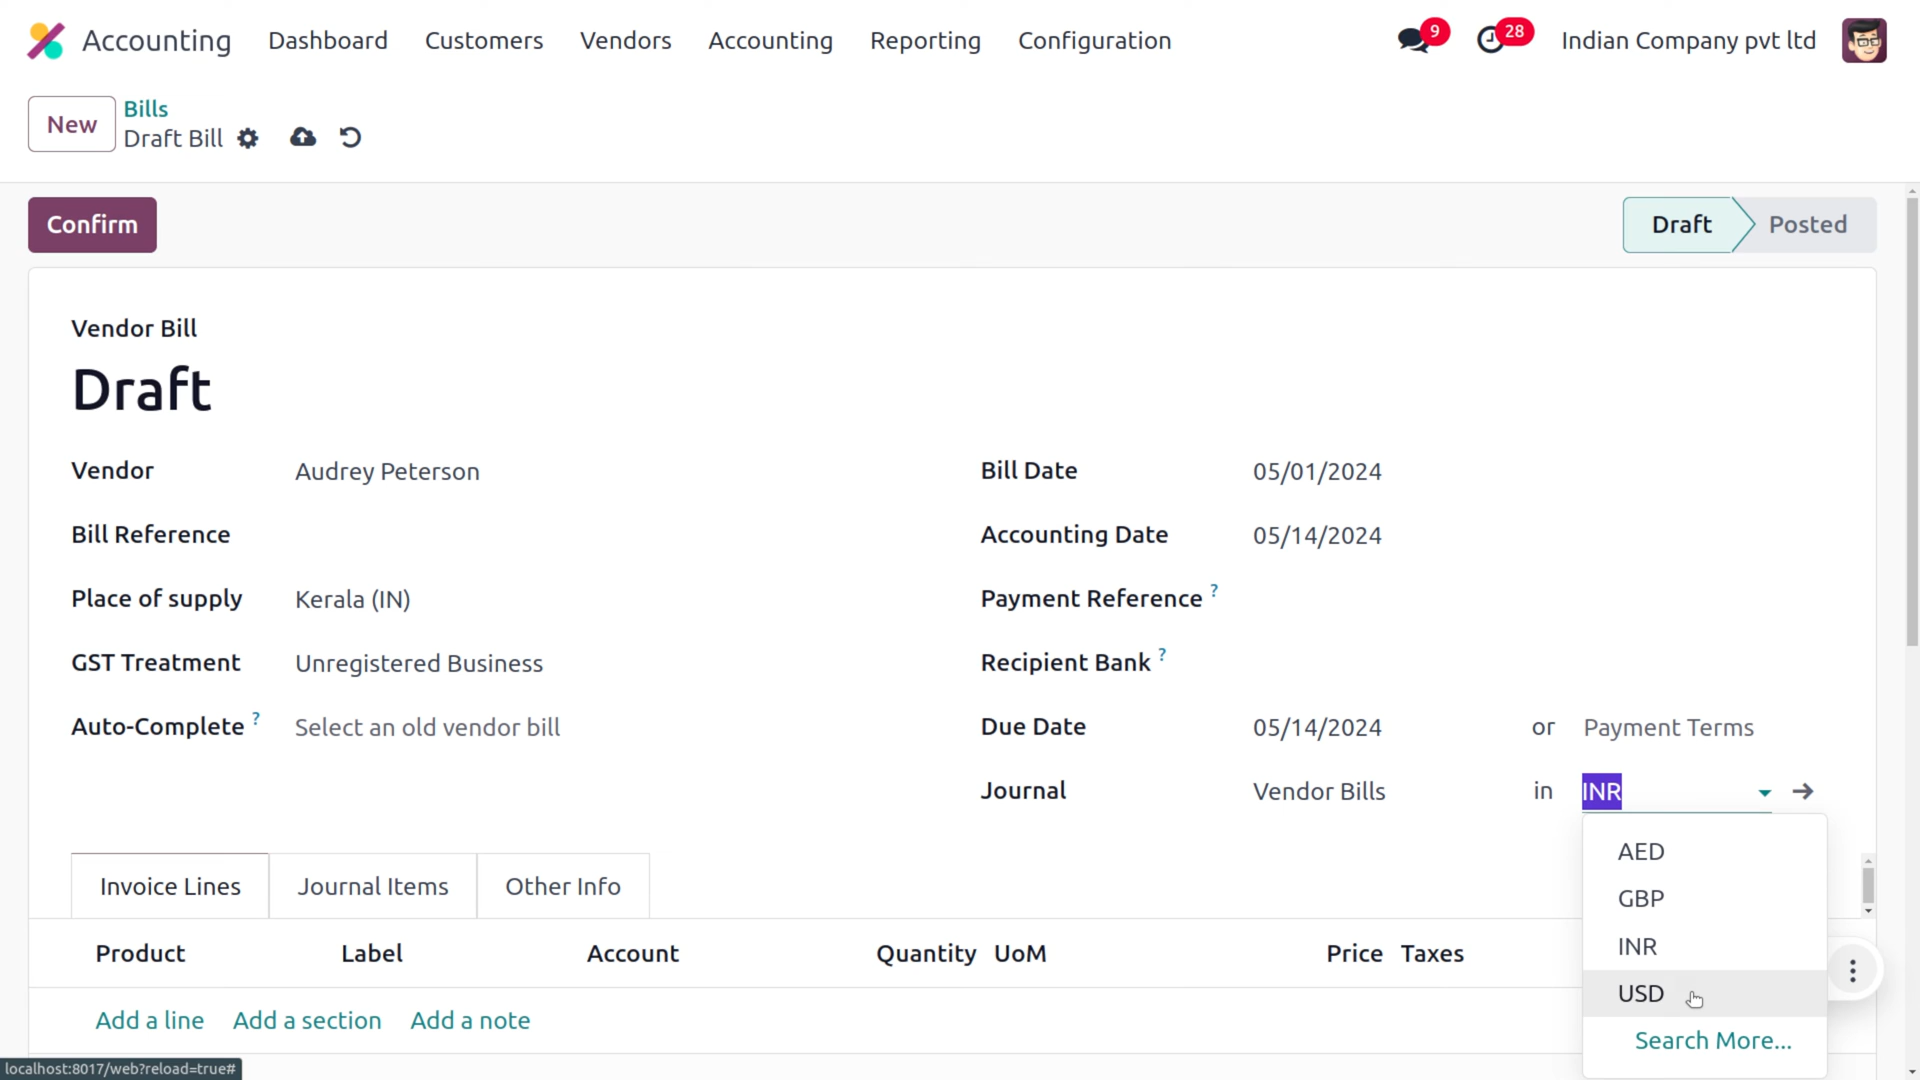 Accounting Dashboard Customers Vendors Accounting Reporting Configuration 9 28 Indian Company pvt ltd
New
Bills
Draft Bill
Confirm
Draft Posted
Vendor Bill
Draft
Vendor Audrey Peterson Bill Date 05/01/2024
Bill Reference Accounting Date 05/14/2024
Place of supply Kerala (IN) Payment Reference ?
GST Treatment Unregistered Business Recipient Bank ?
Auto-Complete ? Select an old vendor bill Due Date 05/14/2024 or Payment Terms
Journal Vendor Bills in INR
AED
GBP
INR
USD
Search More...
Invoice Lines Journal Items Other Info
Product Label Account Quantity UoM Price Taxes
Add a line Add a section Add a note
localhost:8017/web?reload=true#